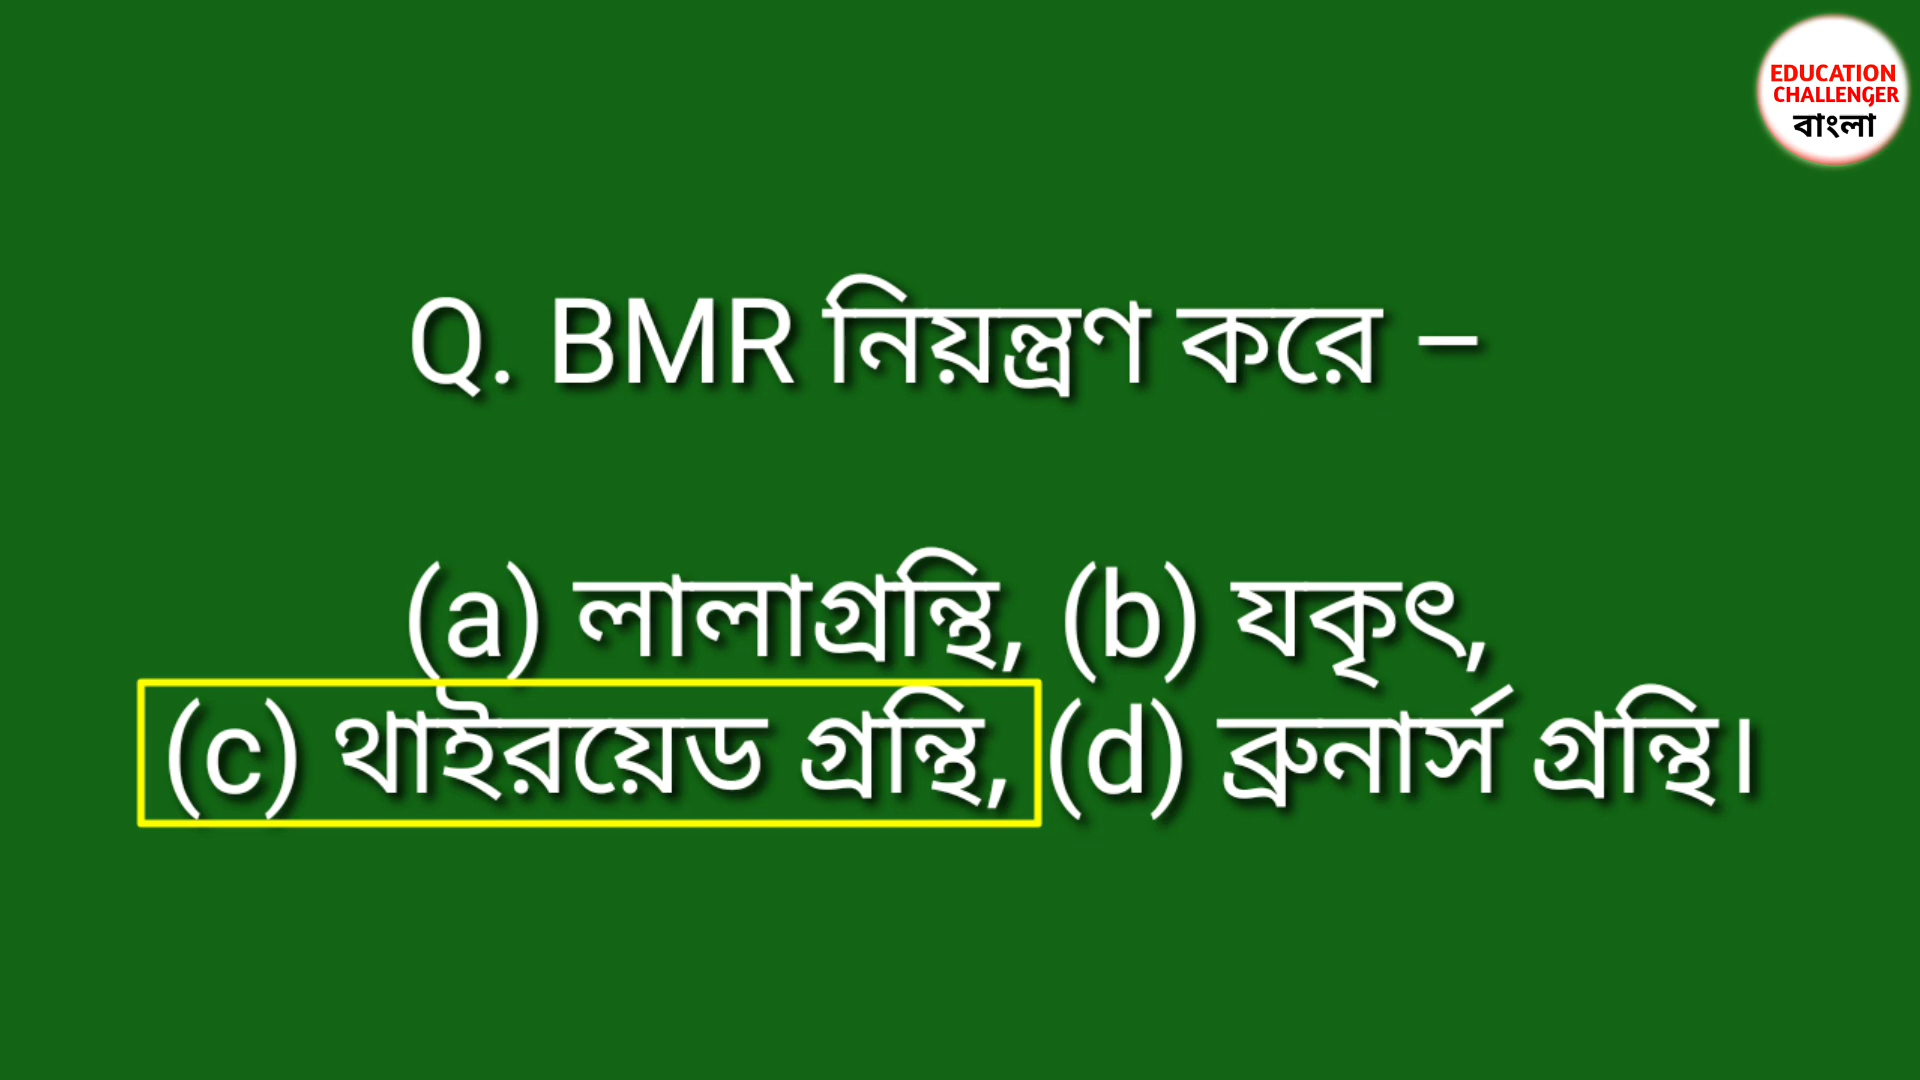 EDUCATION
CHALLENGER
বাংলা
Q. BMR নিয়ন্ত্রণ করে –
(a) লালাগ্রন্থি, (b) যকৃৎ,
(c) থাইরয়েড গ্রন্থি, (d) ব্রুনার্স গ্রন্থি।